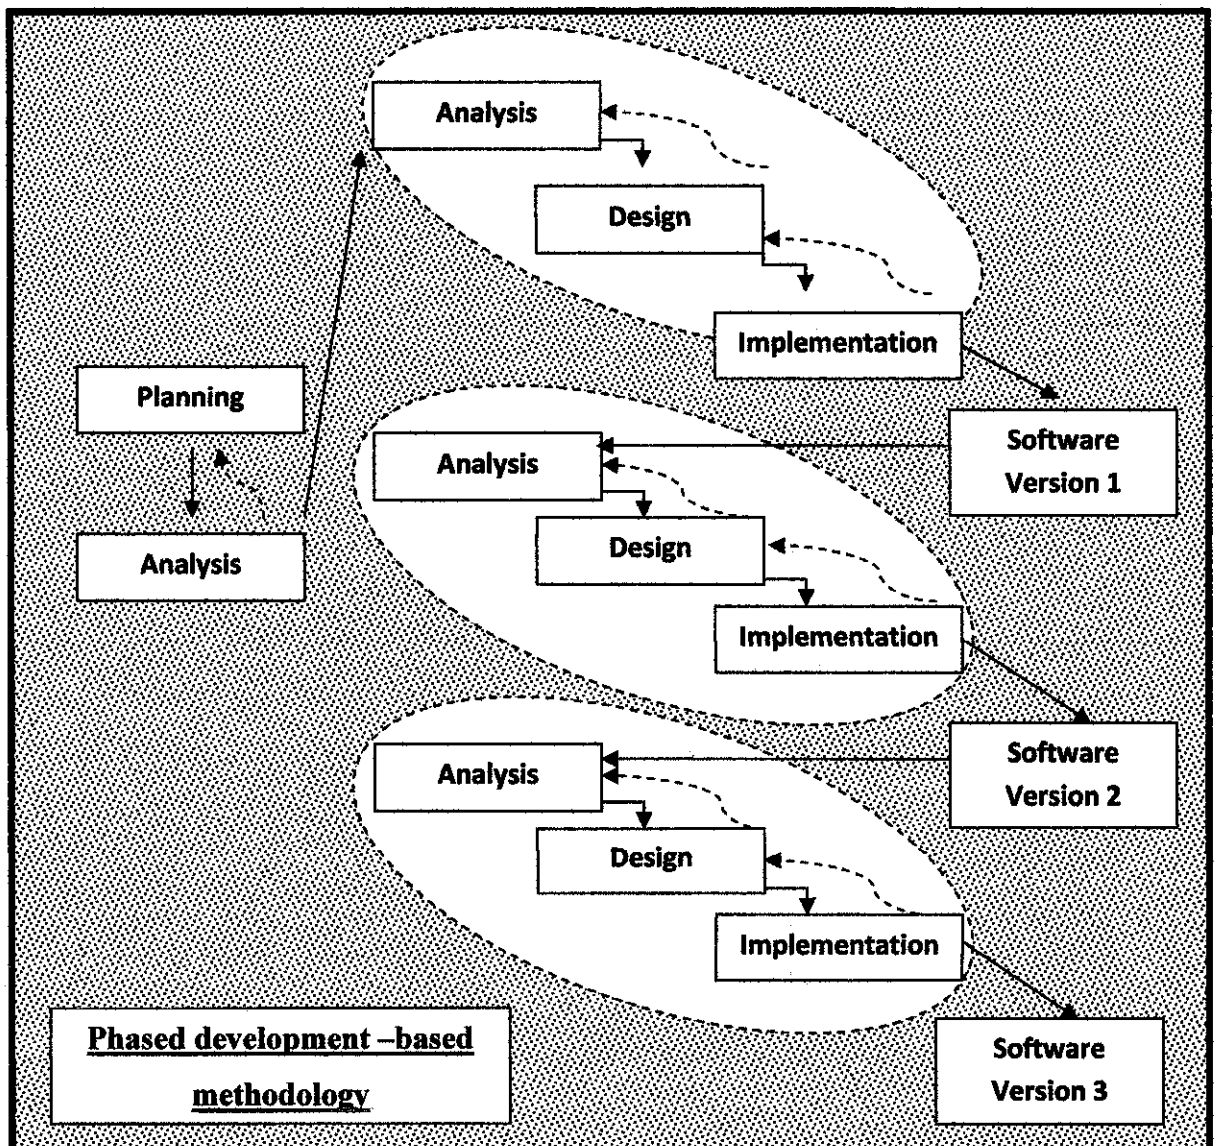 Analysis
Design
Implementation
Planning
Analysis
Software
Version 1
Analysis
Design
Implementation
Software
Version 2
Analysis
Design
Implementation
Software
Version 3
Phased development –based
methodology